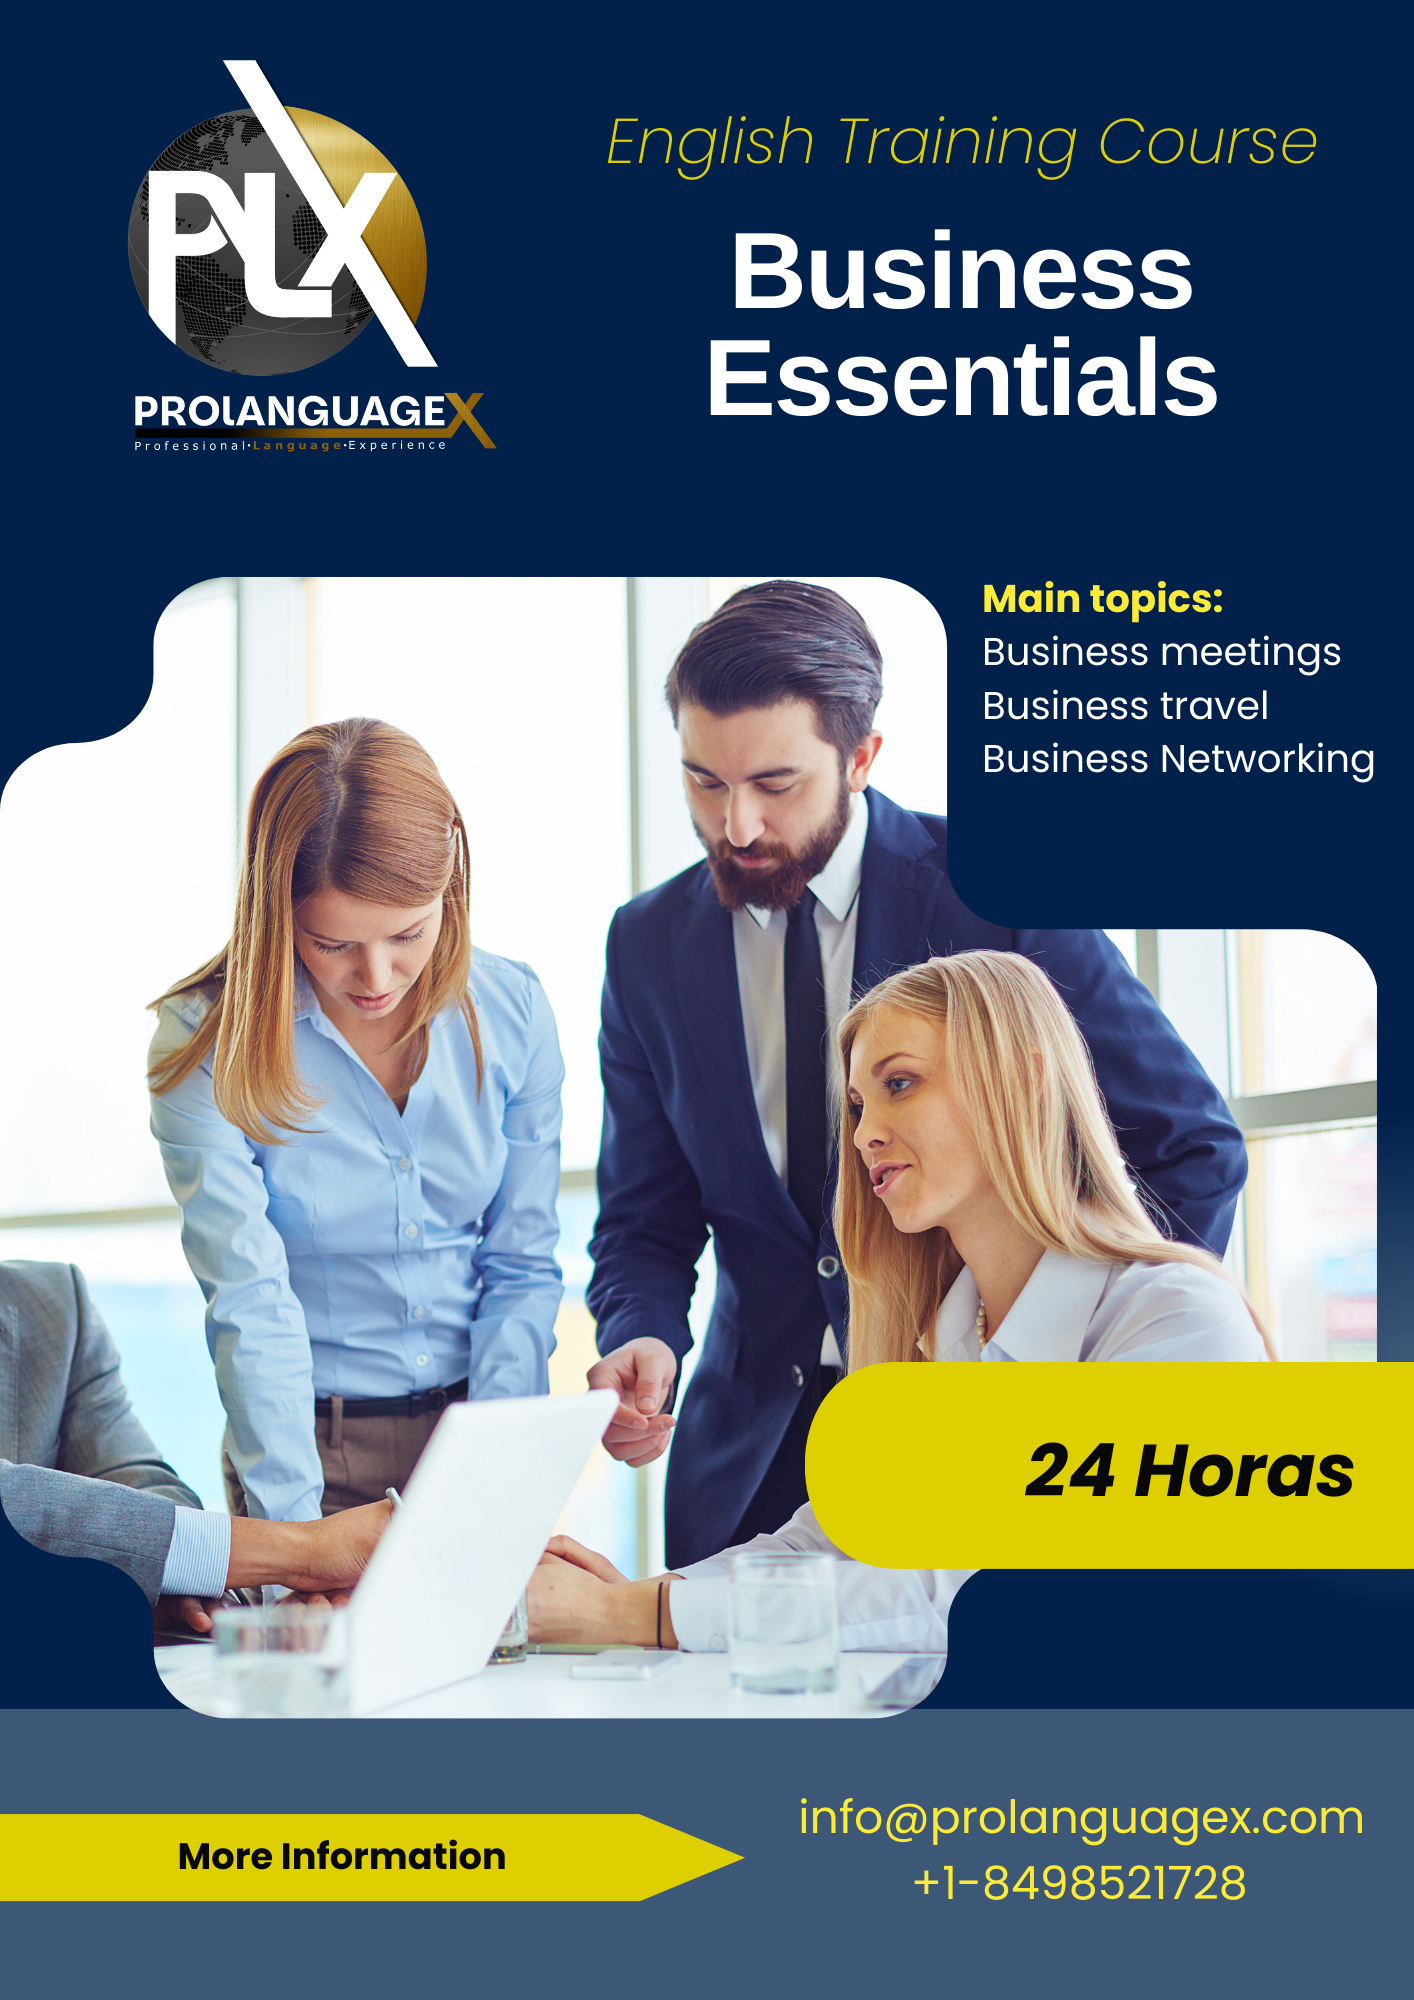 PLX
PROLANGUAGEX
Professional•Language•Experience
English Training Course
Business
Essentials
Main topics:
Business meetings
Business travel
Business Networking
24 Horas
More Information
info@prolanguagex.com
+1-8498521728